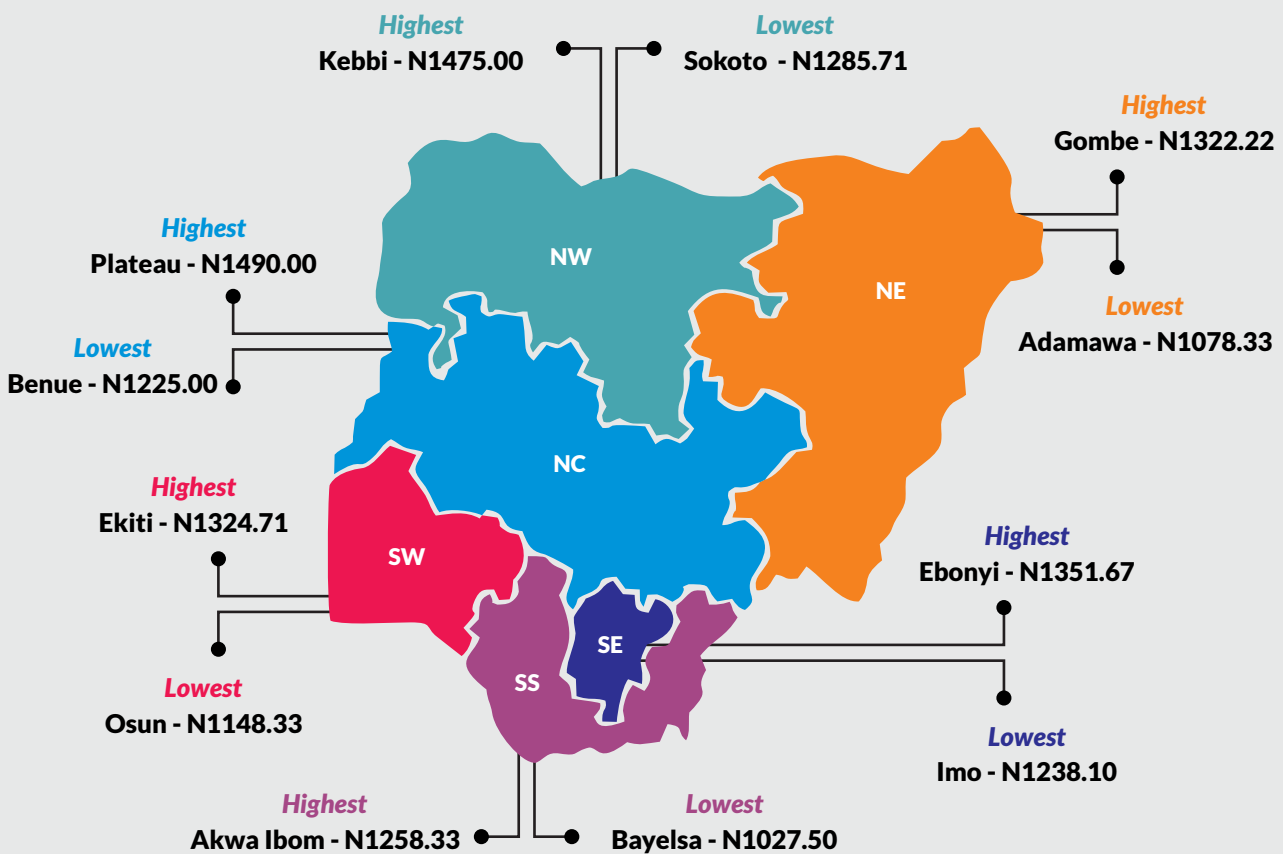 Highest
Kebbi - N1475.00
Lowest
Sokoto - N1285.71
Highest
Gombe - N1322.22
Highest
Plateau - N1490.00
NW
NE
Lowest
Adamawa - N1078.33
Lowest
Benue - N1225.00
NC
Highest
Ekiti - N1324.71
SW
Highest
Ebonyi - N1351.67
SE
SS
Lowest
Osun - N1148.33
Lowest
Imo - N1238.10
Highest
Akwa Ibom - N1258.33
Lowest
Bayelsa - N1027.50